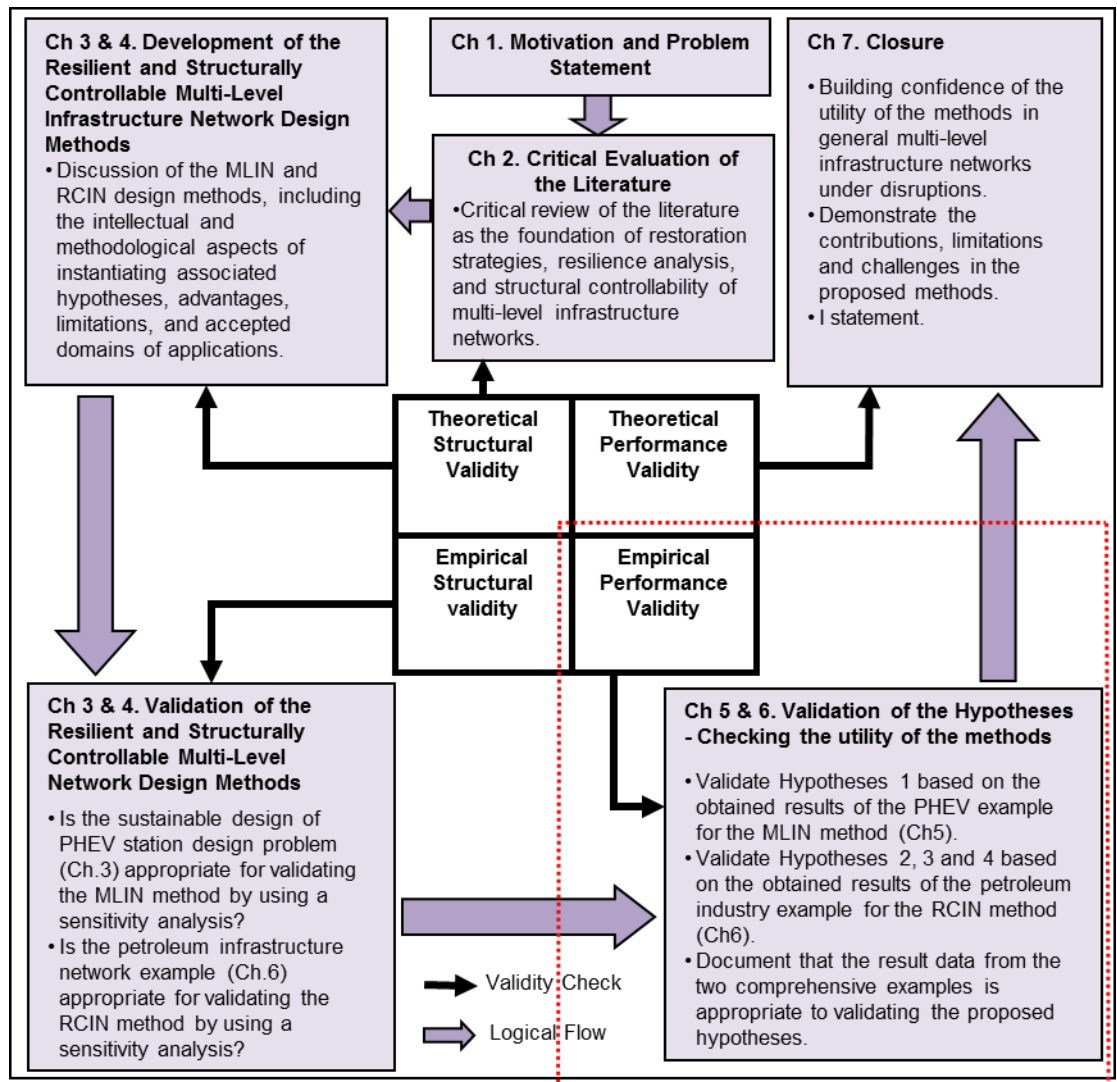 Ch 3 & 4. Development of the
Resilient and Structurally
Controllable Multi-Level
Infrastructure Network Design
Methods
• Discussion of the MLIN and
RCIN design methods, including
the intellectual and
methodological aspects of
instantiating associated
hypotheses, advantages,
limitations, and accepted
domains of applications.
Ch 1. Motivation and Problem
Statement
Ch 2. Critical Evaluation of
the Literature
•Critical review of the literature
as the foundation of restoration
strategies, resilience analysis,
and structural controllability of
multi-level infrastructure
networks.
Ch 7. Closure
• Building confidence of the
utility of the methods in
general multi-level
infrastructure networks
under disruptions.
• Demonstrate the
contributions, limitations
and challenges in the
proposed methods.
• I statement.
Theoretical
Structural
Validity
Theoretical
Performance
Validity
Empirical
Structural
validity
Empirical
Performance
Validity
Ch 3 & 4. Validation of the
Resilient and Structurally
Controllable Multi-Level
Network Design Methods
• Is the sustainable design of
PHEV station design problem
(Ch.3) appropriate for validating
the MLIN method by using a
sensitivity analysis?
• Is the petroleum infrastructure
network example (Ch.6)
appropriate for validating the
RCIN method by using a
sensitivity analysis?
Validity Check
Logical Flow
Ch 5 & 6. Validation of the Hypotheses
- Checking the utility of the methods
• Validate Hypotheses 1 based on the
obtained results of the PHEV example
for the MLIN method (Ch5).
• Validate Hypotheses 2, 3 and 4 based
on the obtained results of the petroleum
industry example for the RCIN method
(Ch6).
• Document that the result data from the
two comprehensive examples is
appropriate to validating the proposed
hypotheses.